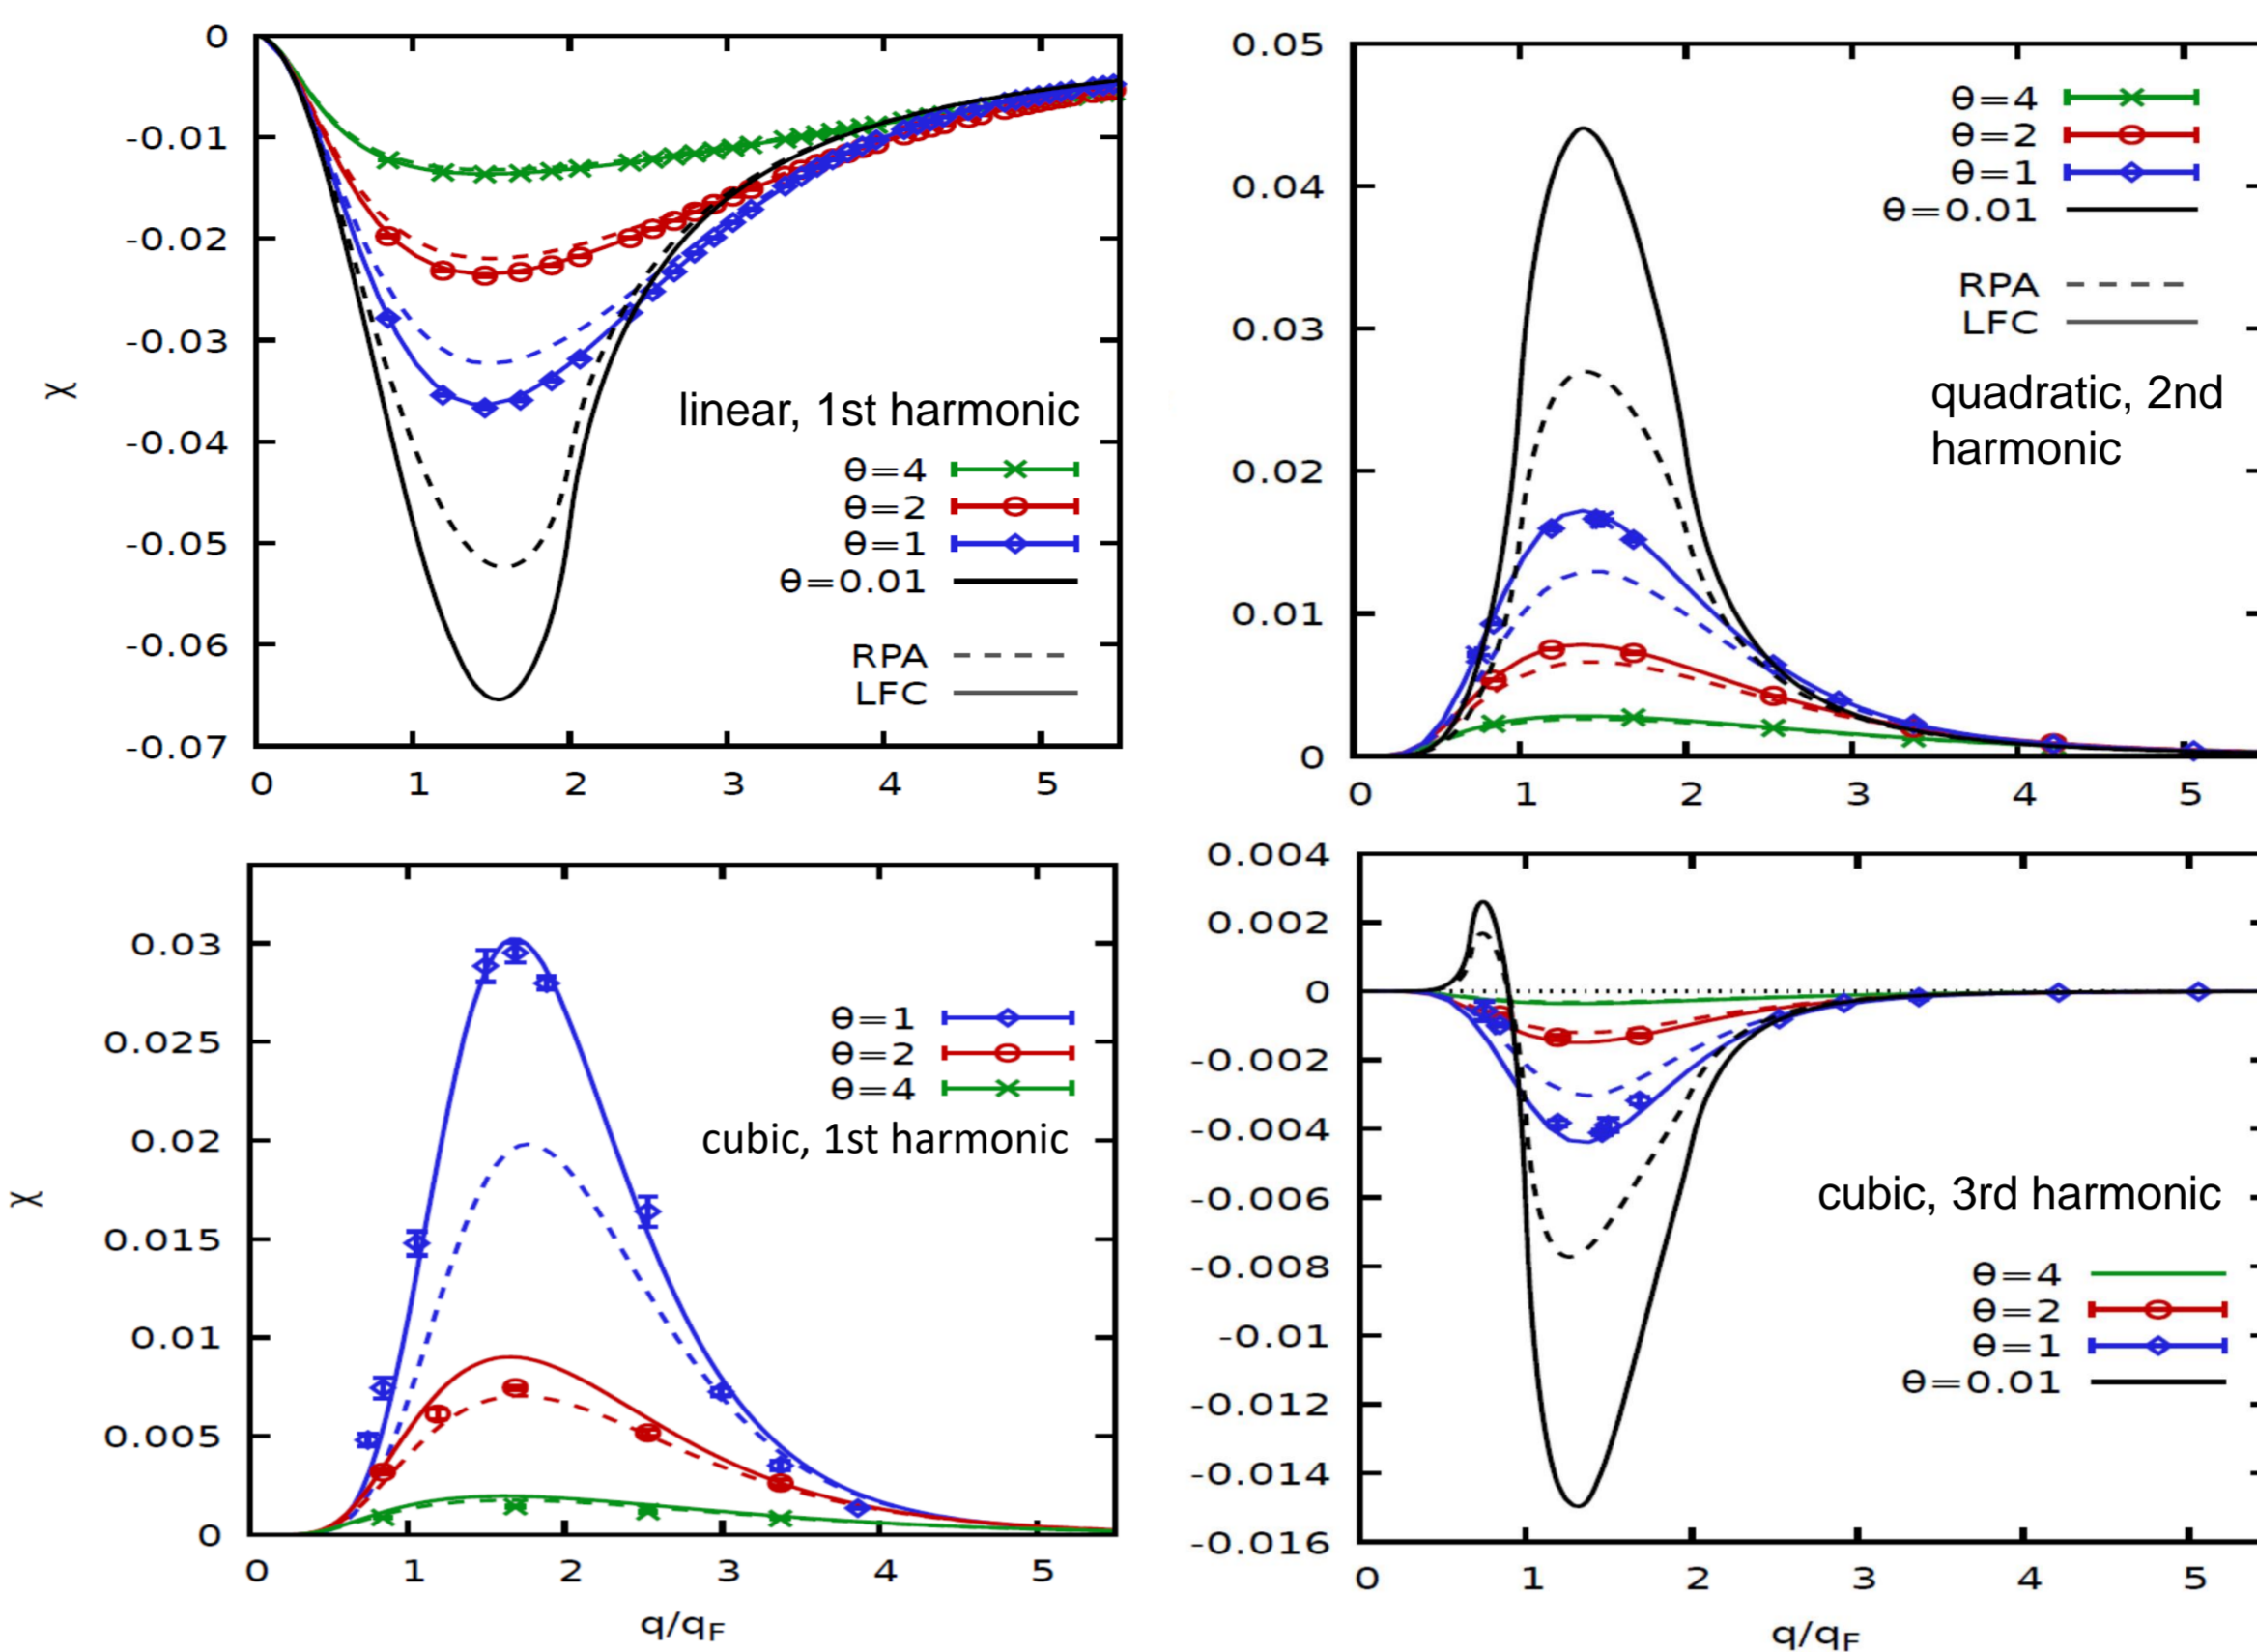 0
-0.01
-0.02
-0.03
-0.04
-0.05
-0.06
-0.07
χ
linear, 1st harmonic
θ=4
θ=2
θ=1
θ=0.01
RPA
LFC
0 1 2 3 4 5
0.05
0.04
0.03
0.02
0.01
0
θ=4
θ=2
θ=1
θ=0.01
RPA
LFC
quadratic, 2nd
harmonic
0 1 2 3 4 5
0.03
0.025
0.02
0.015
0.01
0.005
0
χ
θ=1
θ=2
θ=4
cubic, 1st harmonic
0 1 2 3 4 5
q/qF
0.004
0.002
0
-0.002
-0.004
-0.006
-0.008
-0.01
-0.012
-0.014
-0.016
cubic, 3rd harmonic
θ=4
θ=2
θ=1
θ=0.01
0 1 2 3 4 5
q/qF